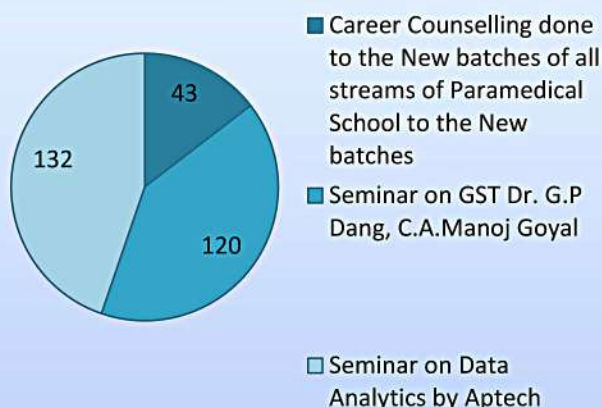 43
132
120
Career Counselling done
to the New batches of all
streams of Paramedical
School to the New
batches
Seminar on GST Dr. G.P
Dang, C.A.Manoj Goyal
Seminar on Data
Analytics by Aptech